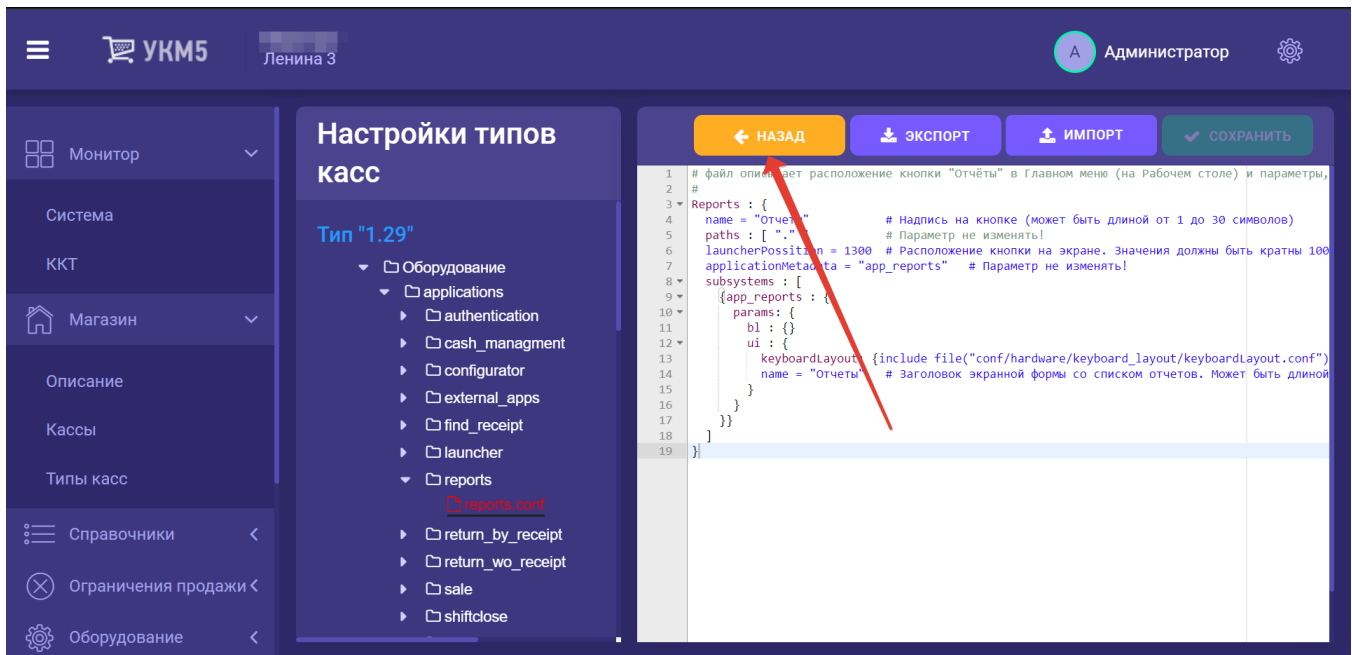 УКМ5
Ленина 3
А
Администратор
Монитор
Система
ККТ
Магазин
Описание
Кассы
Типы касс
Справочники
Ограничения продажи
Оборудование
Настройки типов
касс
Тип "1.29"
Оборудование
applications
authentication
cash_managment
configurator
external_apps
find_receipt
launcher
reports
reports.conf
return_by_receipt
return_wo_receipt
sale
shiftclose
НАЗАД
ЭКСПОРТ
ИМПОРТ
СОХРАНИТЬ
1 # файл описывает расположение кнопки "Отчёты" в Главном меню (на Рабочем столе) и параметры,
2 #
3 Reports : {
4 name = "Отчеты" # Надпись на кнопке (может быть длиной от 1 до 30 символов)
5 paths : [ "." # Параметр не изменять!
6 launcherPossition = 1300 # Расположение кнопки на экране. Значения должны быть кратны 100
7 applicationMetadata = "app_reports" # Параметр не изменять!
8 subsystems : [
9 {app_reports : {
10 params: {
11 bl : {}
12 ui : {
13 keyboardLayout: {include file("conf/hardware/keyboard_layout/keyboardLayout.conf")
14 name = "Отчеты" # Заголовок экранной формы со списком отчетов. Может быть длиной
15 }
16 }
17 }}
18 ]
19 }